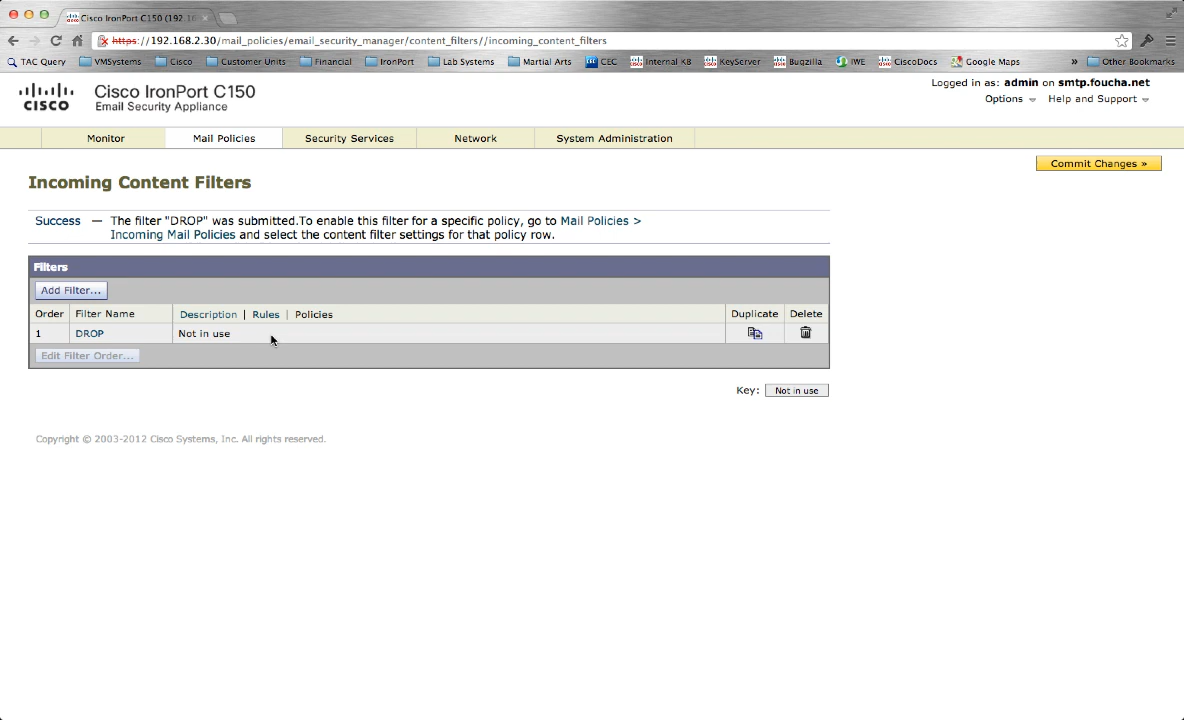 Cisco IronPort C150 (192.16
https://192.168.2.30/mail_policies/email_security_manager/content_filters//incoming_content_filters
TAC Query VMSystems Cisco Customer Units Financial IronPort Lab Systems Martial Arts CEC Internal KB KeyServer Bugzilla IWE CiscoDocs Google Maps » Other Bookmarks
CISCO
Cisco IronPort C150
Email Security Appliance
Logged in as: admin on smtp.foucha.net
Options Help and Support
Monitor Mail Policies Security Services Network System Administration
Commit Changes »
Incoming Content Filters
Success — The filter "DROP" was submitted.To enable this filter for a specific policy, go to Mail Policies >
Incoming Mail Policies and select the content filter settings for that policy row.
Filters
Add Filter...
Order Filter Name Description | Rules | Policies Duplicate Delete
1 DROP Not in use
Edit Filter Order...
Key: Not in use
Copyright © 2003-2012 Cisco Systems, Inc. All rights reserved.